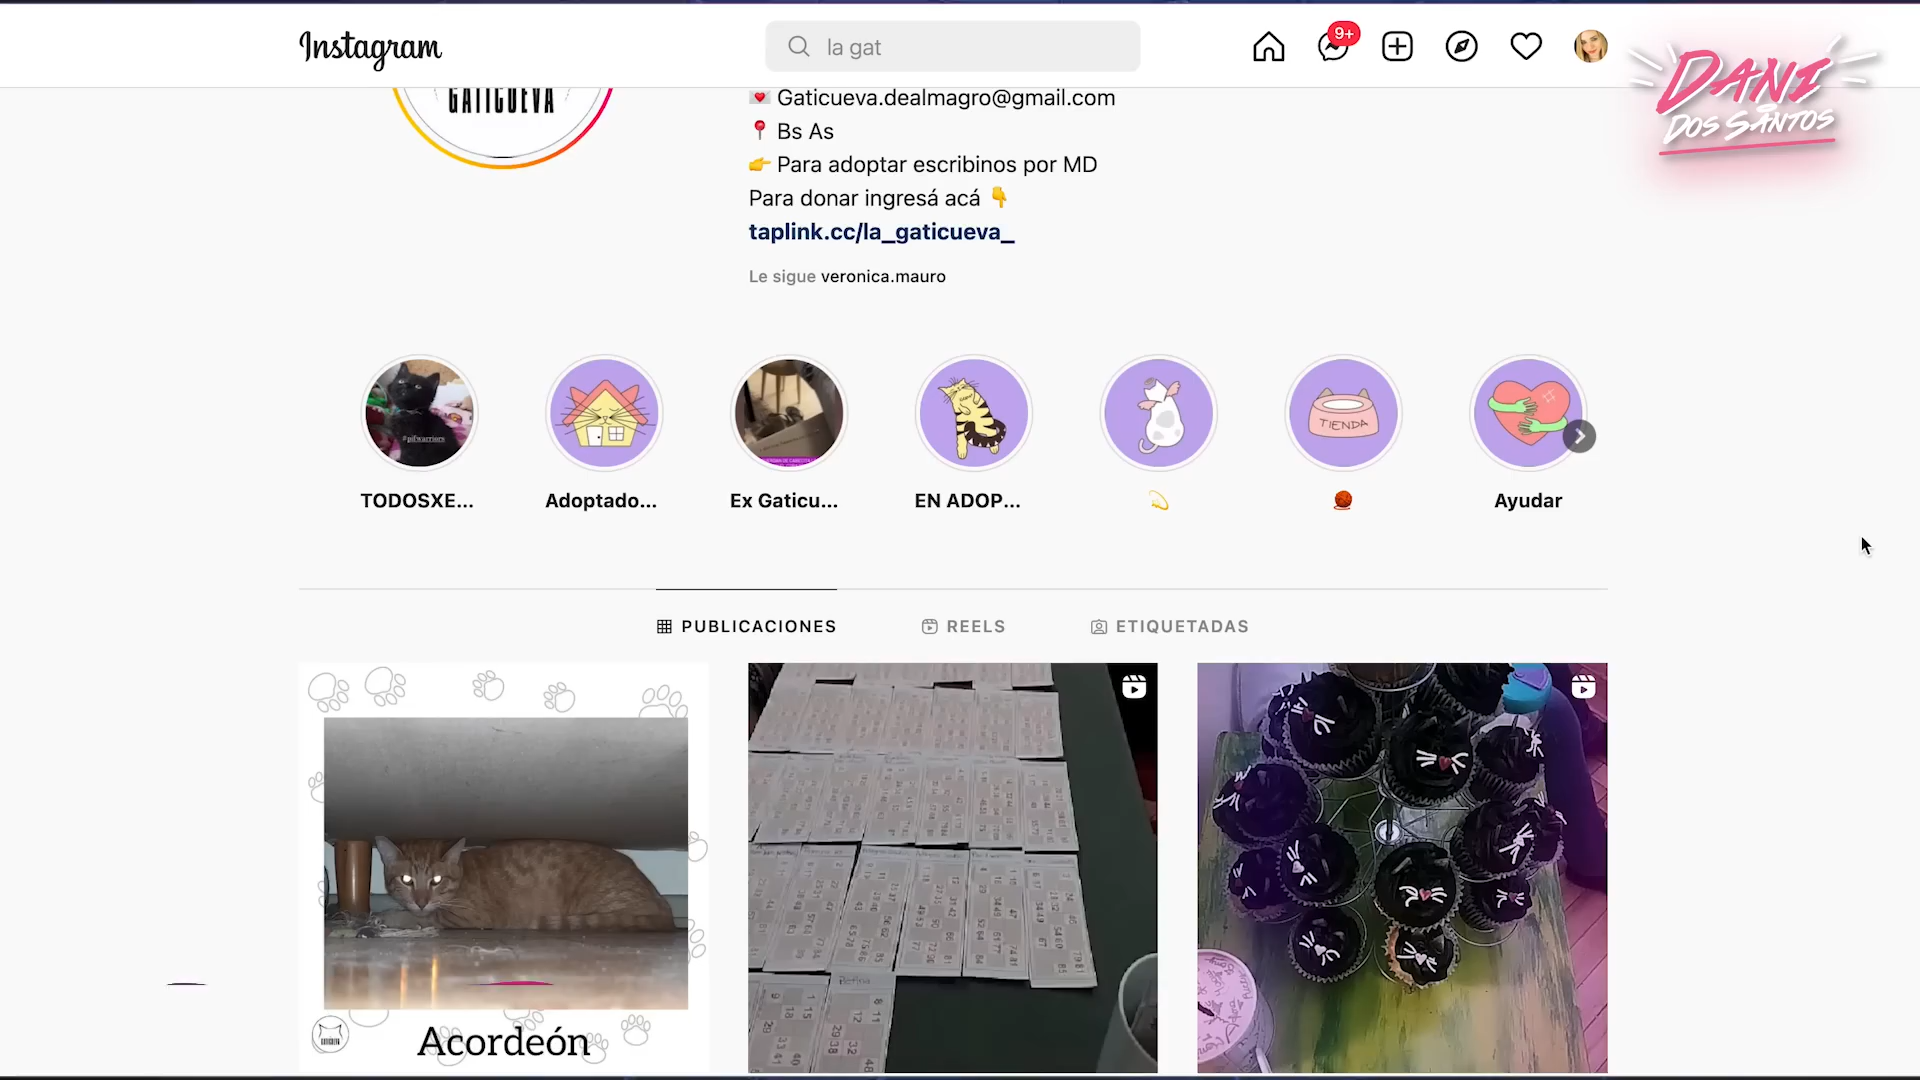 Instagram
la gat
9+
DANI
DOS SANTOS
GATICUEVA
💌 Gaticueva.dealmagro@gmail.com
📍 Bs As
👉 Para adoptar escribinos por MD
Para donar ingresá acá 👇
taplink.cc/la_gaticueva_
Le sigue veronica.mauro
#pifwarriors
TIENDA
TODOSXE...
Adoptado...
Ex Gaticu...
EN ADOP...
Ayudar
PUBLICACIONES
REELS
ETIQUETADAS
Acordeón